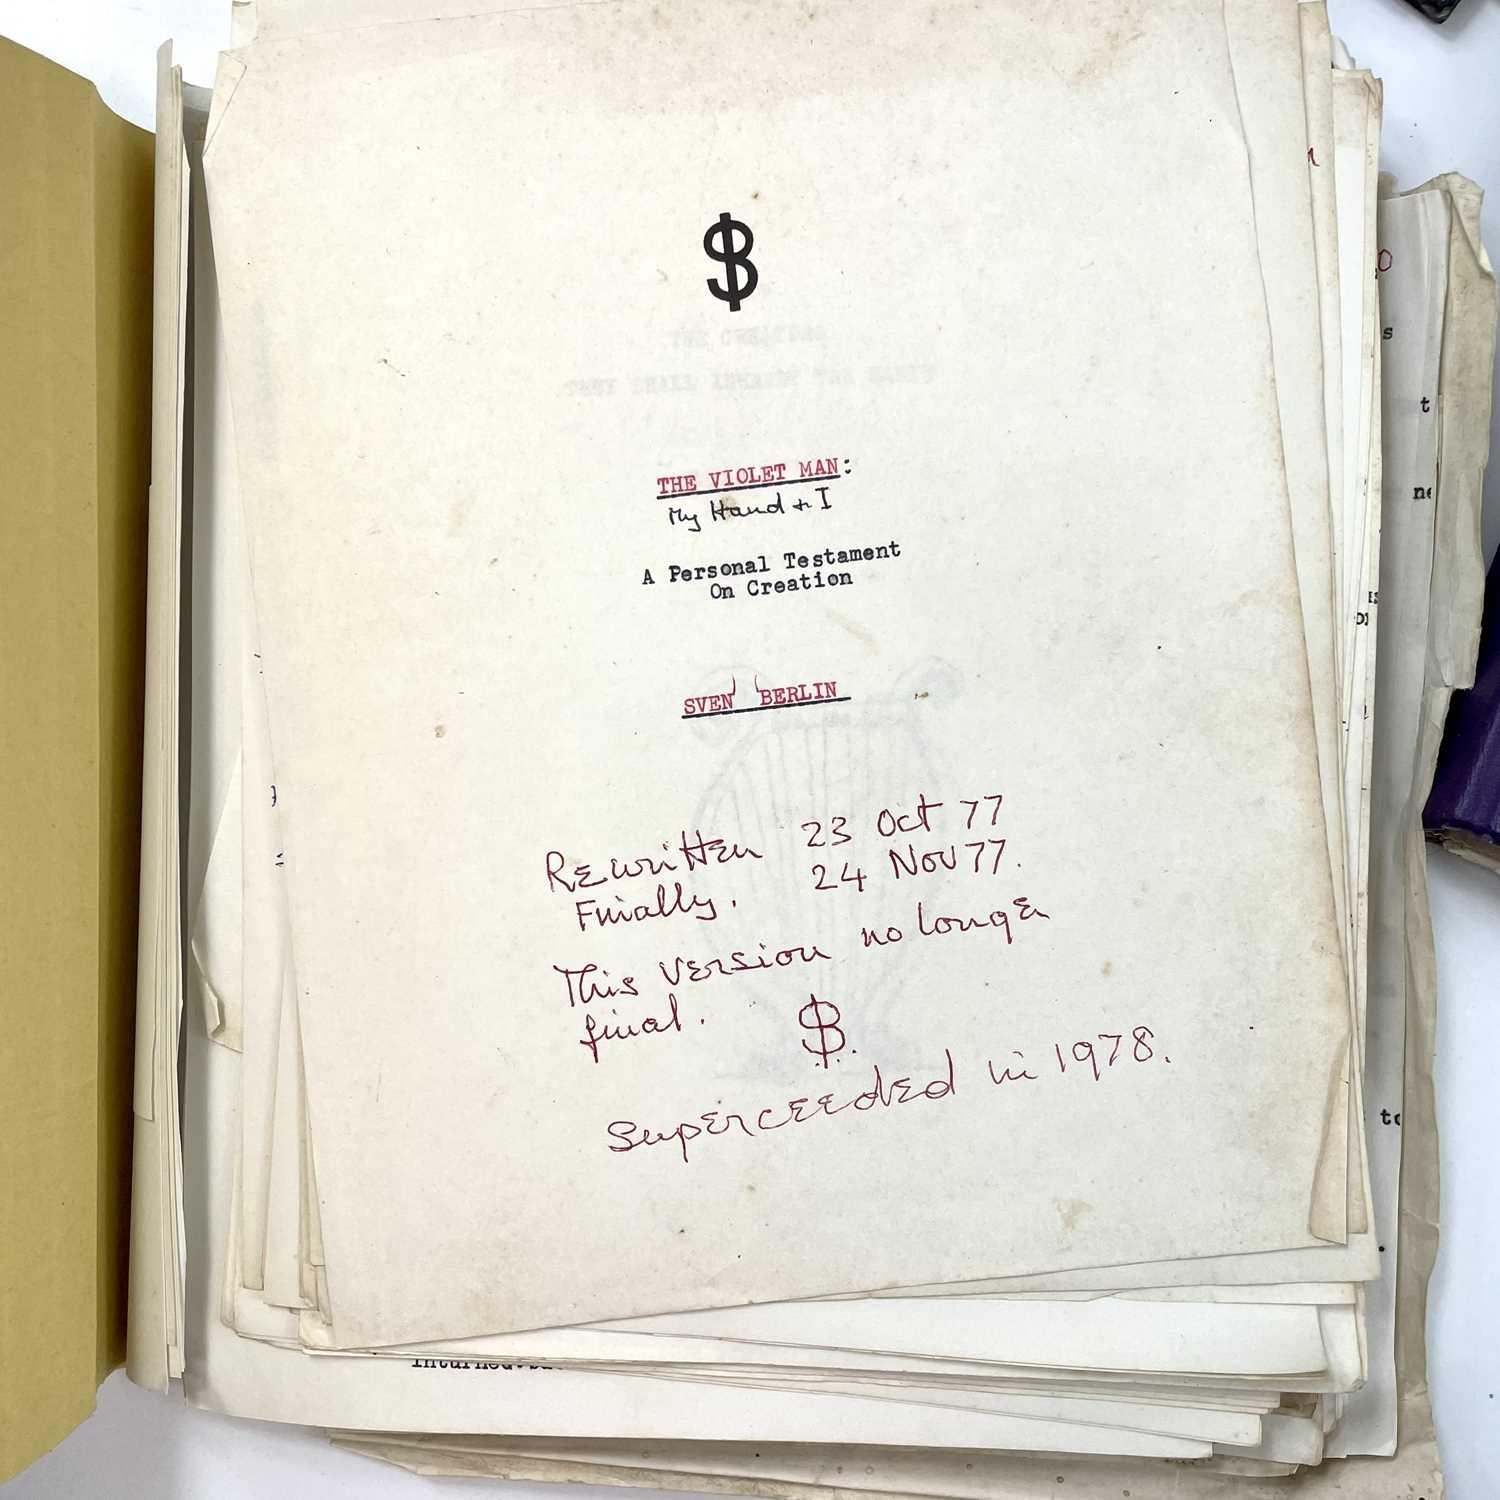 THE VIOLET MAN:
My Hand + I
A Personal Testament
On Creation
SVEN BERLIN
Rewritten 23 Oct 77
Finally. 24 Nov 77.
This version no longer
final. SB
Superceeded in 1978.